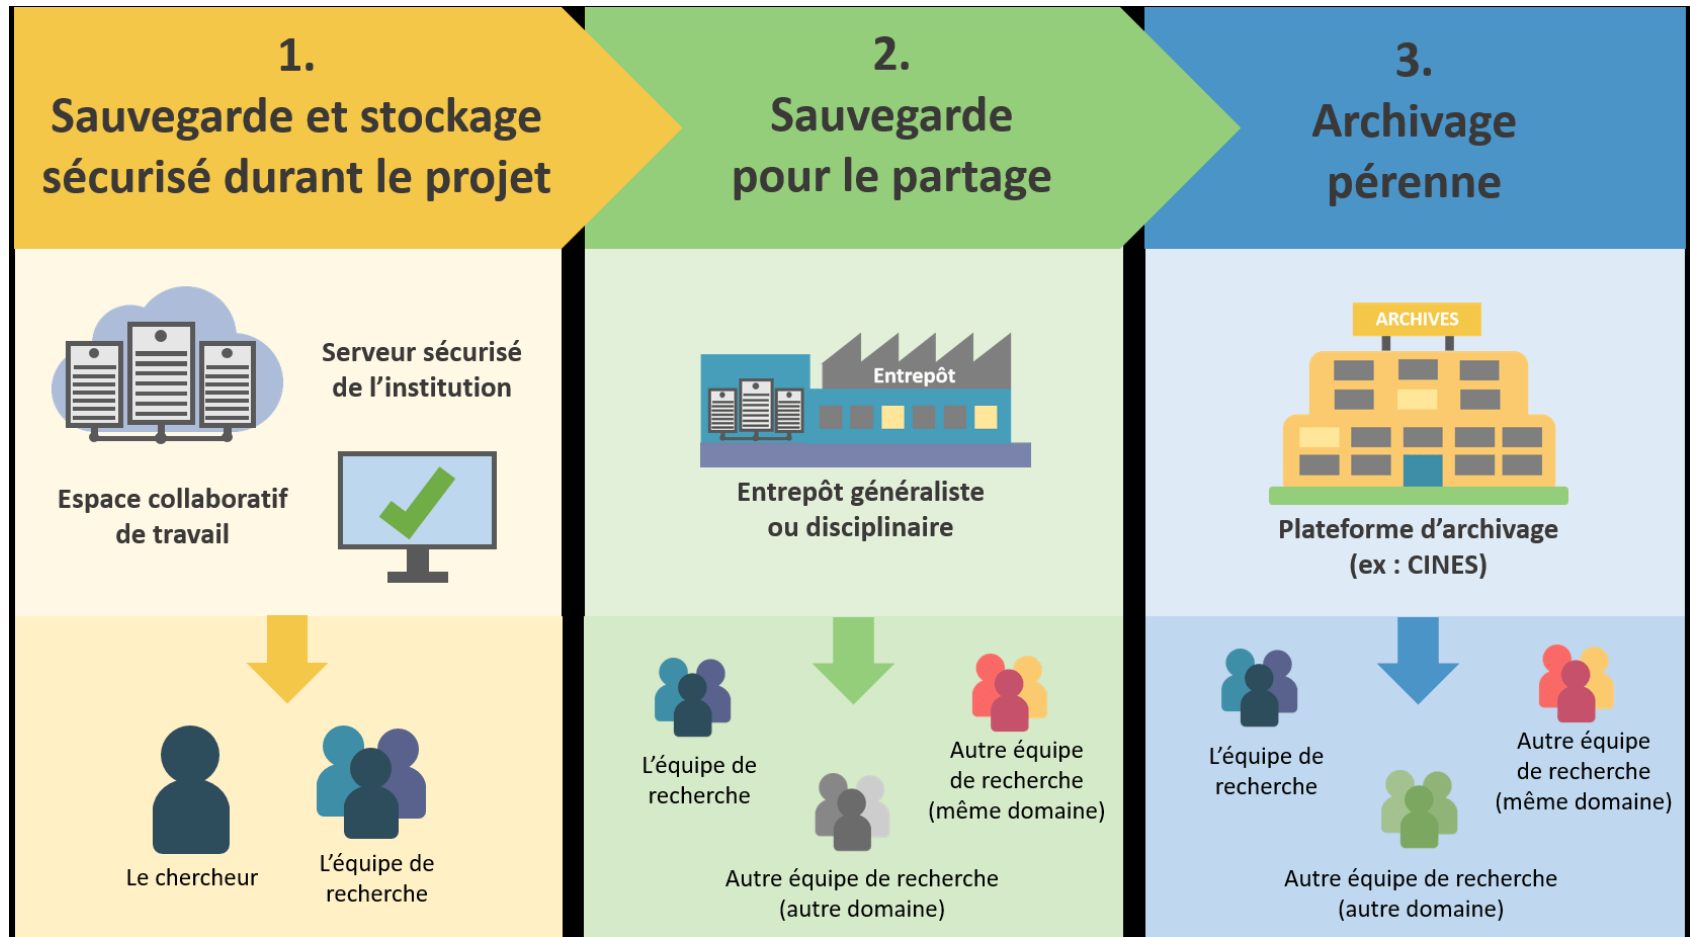 1.
Sauvegarde et stockage
sécurisé durant le projet
Serveur sécurisé
de l’institution
Espace collaboratif
de travail
Le chercheur
L’équipe de
recherche
2.
Sauvegarde
pour le partage
Entrepôt
Entrepôt généraliste
ou disciplinaire
L’équipe de
recherche
Autre équipe
de recherche
(même domaine)
Autre équipe de recherche
(autre domaine)
3.
Archivage
pérenne
ARCHIVES
Plateforme d’archivage
(ex : CINES)
L’équipe de
recherche
Autre équipe
de recherche
(même domaine)
Autre équipe de recherche
(autre domaine)